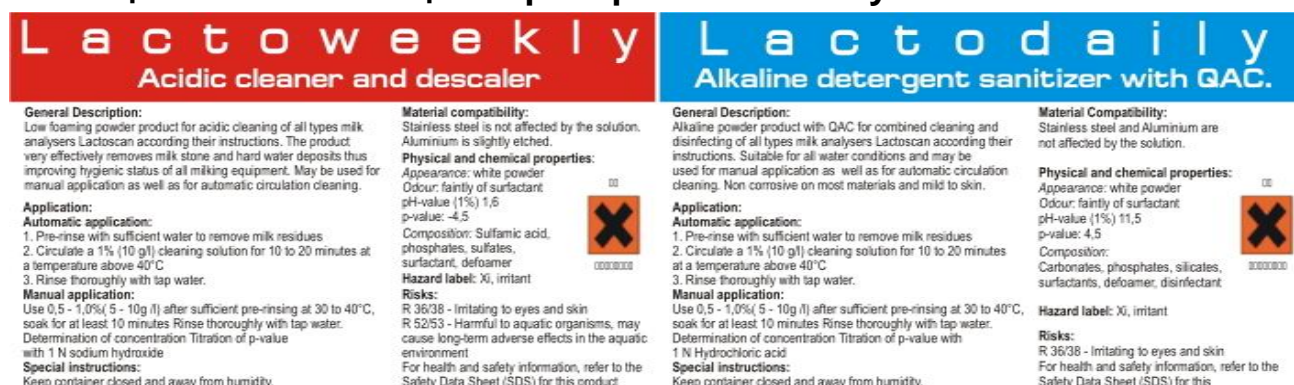 Lactoweekly
Acidic cleaner and descaler
General Description:
Low foaming powder product for acidic cleaning of all types milk
analysers Lactoscan according their instructions. The product
very effectively removes milk stone and hard water deposits thus
improving hygienic status of all milking equipment. May be used for
manual application as well as for automatic circulation cleaning.
Application:
Automatic application:
1. Pre-rinse with sufficient water to remove milk residues
2. Circulate a 1% (10 g/l) cleaning solution for 10 to 20 minutes at
a temperature above 40°C
3. Rinse thoroughly with tap water.
Manual application:
Use 0,5 - 1,0%( 5 - 10g /l) after sufficient pre-rinsing at 30 to 40°C,
soak for at least 10 minutes Rinse thoroughly with tap water.
Determination of concentration Titration of p-value
with 1 N sodium hydroxide
Special instructions:
Keep container closed and away from humidity.
Material compatibility:
Stainless steel is not affected by the solution.
Aluminium is slightly etched.
Physical and chemical properties:
Appearance: white powder
Odour: faintly of surfactant
pH-value (1%) 1,6
p-value: -4,5
Composition: Sulfamic acid,
phosphates, sulfates,
surfactant, defoamer
Hazard label: Xi, irritant
Risks:
R 36/38 - Irritating to eyes and skin
R 52/53 - Harmful to aquatic organisms, may
cause long-term adverse effects in the aquatic
environment
For health and safety information, refer to the
Safety Data Sheet (SDS) for this product
Lactodaily
Alkaline detergent sanitizer with QAC.
General Description:
Alkaline powder product with QAC for combined cleaning and
disinfecting of all types milk analysers Lactoscan according their
instructions. Suitable for all water conditions and may be
used for manual application as well as for automatic circulation
cleaning. Non corrosive on most materials and mild to skin.
Application:
Automatic application:
1. Pre-rinse with sufficient water to remove milk residues
2. Circulate a 1% (10 g/l) cleaning solution for 10 to 20 minutes
at a temperature above 40°C
3. Rinse thoroughly with tap water.
Manual application:
Use 0,5 - 1,0%( 5 - 10g /l) after sufficient pre-rinsing at 30 to 40°C,
soak for at least 10 minutes Rinse thoroughly with tap water.
Determination of concentration Titration of p-value with
1 N Hydrochloric acid
Special instructions:
Keep container closed and away from humidity.
Material Compatibility:
Stainless steel and Aluminium are
not affected by the solution.
Physical and chemical properties:
Appearance: white powder
Odour: faintly of surfactant
pH-value (1%) 11,5
p-value: 4,5
Composition:
Carbonates, phosphates, silicates,
surfactants, defoamer, disinfectant
Hazard label: Xi, irritant
Risks:
R 36/38 - Irritating to eyes and skin
For health and safety information, refer to the
Safety Data Sheet (SDS) for this